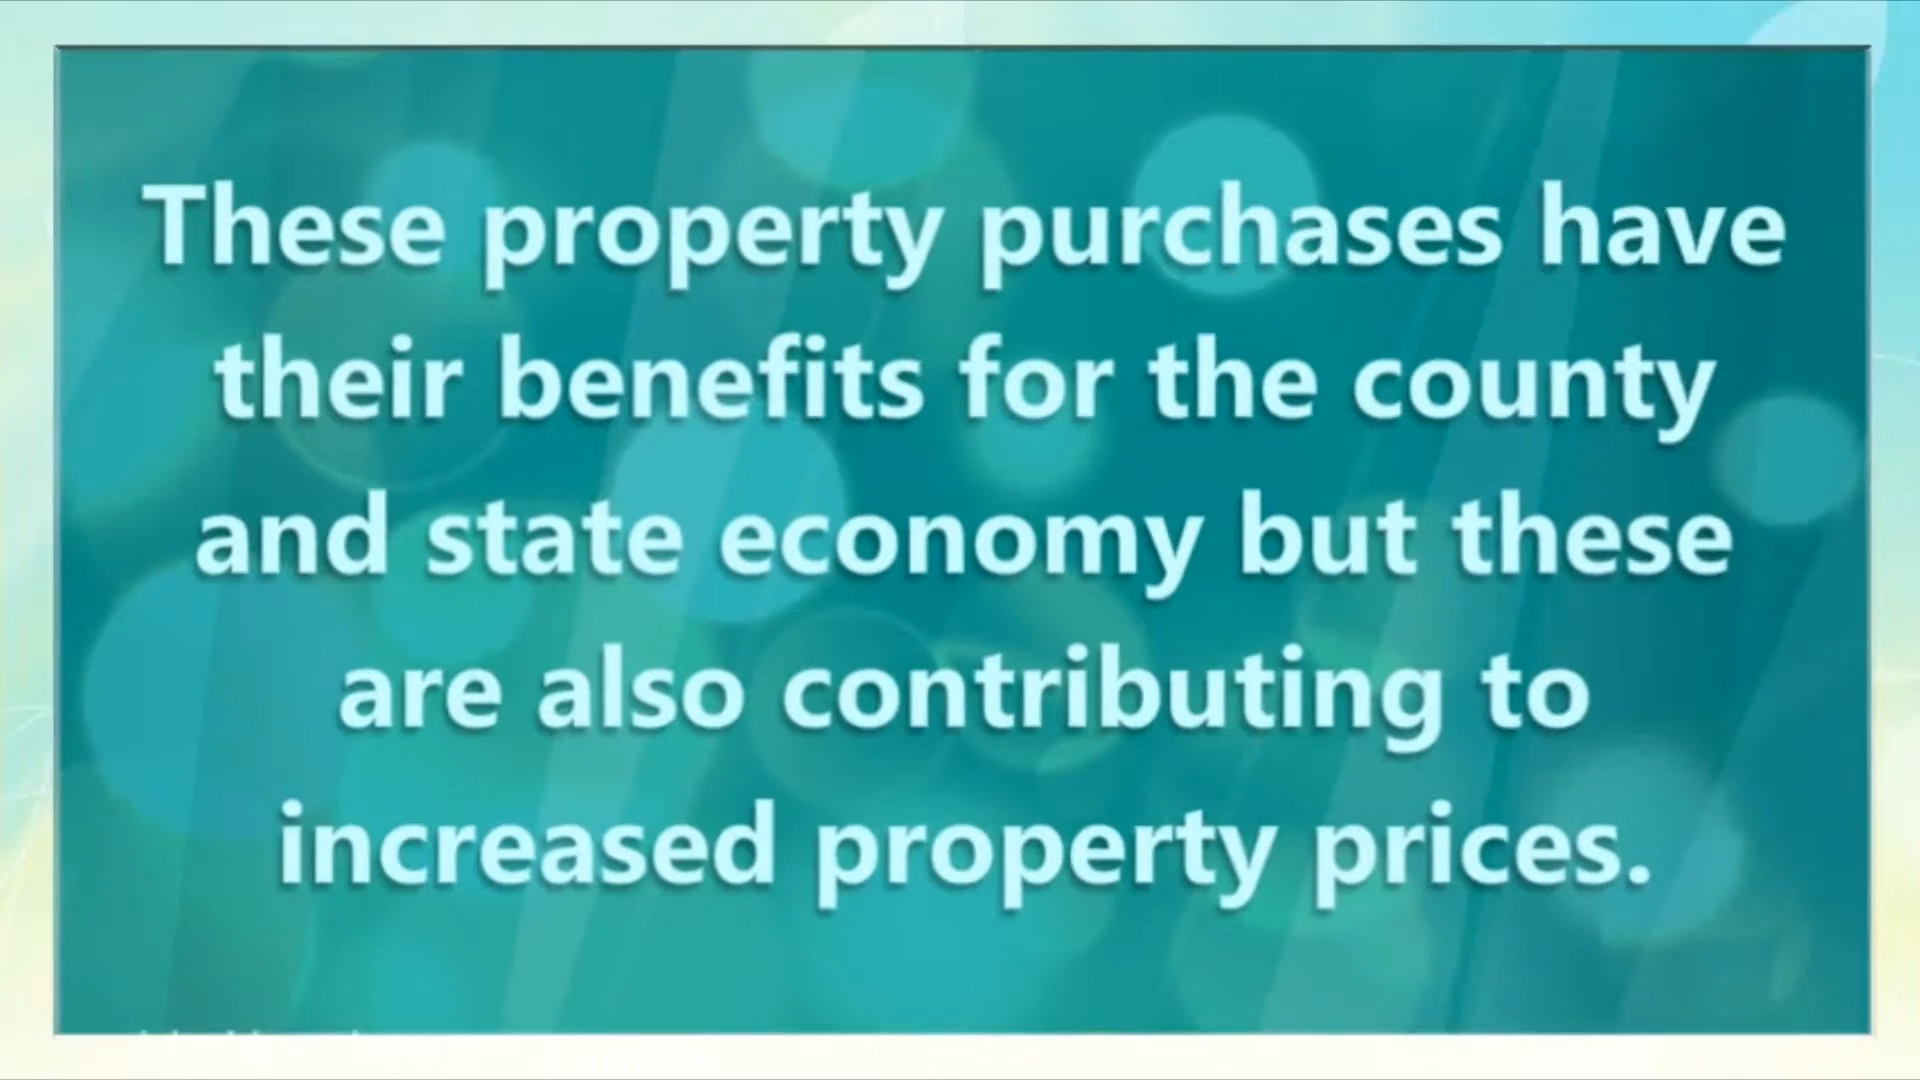 These property purchases have
their benefits for the county
and state economy but these
are also contributing to
increased property prices.